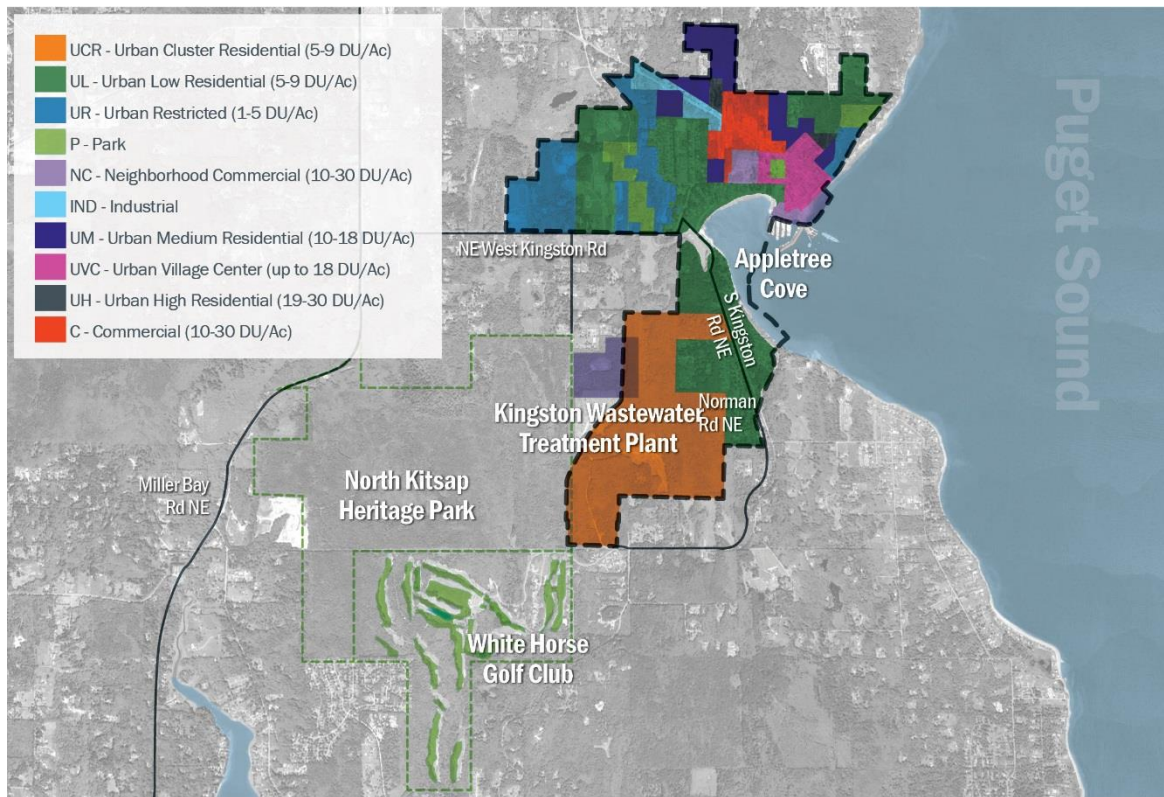 UCR - Urban Cluster Residential (5-9 DU/Ac)
UL - Urban Low Residential (5-9 DU/Ac)
UR - Urban Restricted (1-5 DU/Ac)
P - Park
NC - Neighborhood Commercial (10-30 DU/Ac)
IND - Industrial
UM - Urban Medium Residential (10-18 DU/Ac)
UVC - Urban Village Center (up to 18 DU/Ac)
UH - Urban High Residential (19-30 DU/Ac)
C - Commercial (10-30 DU/Ac)
Puget Sound
NE West Kingston Rd
Appletree
Cove
S Kingston
Rd NE
Norman
Rd NE
Kingston Wastewater
Treatment Plant
North Kitsap
Heritage Park
Miller Bay
Rd NE
White Horse
Golf Club